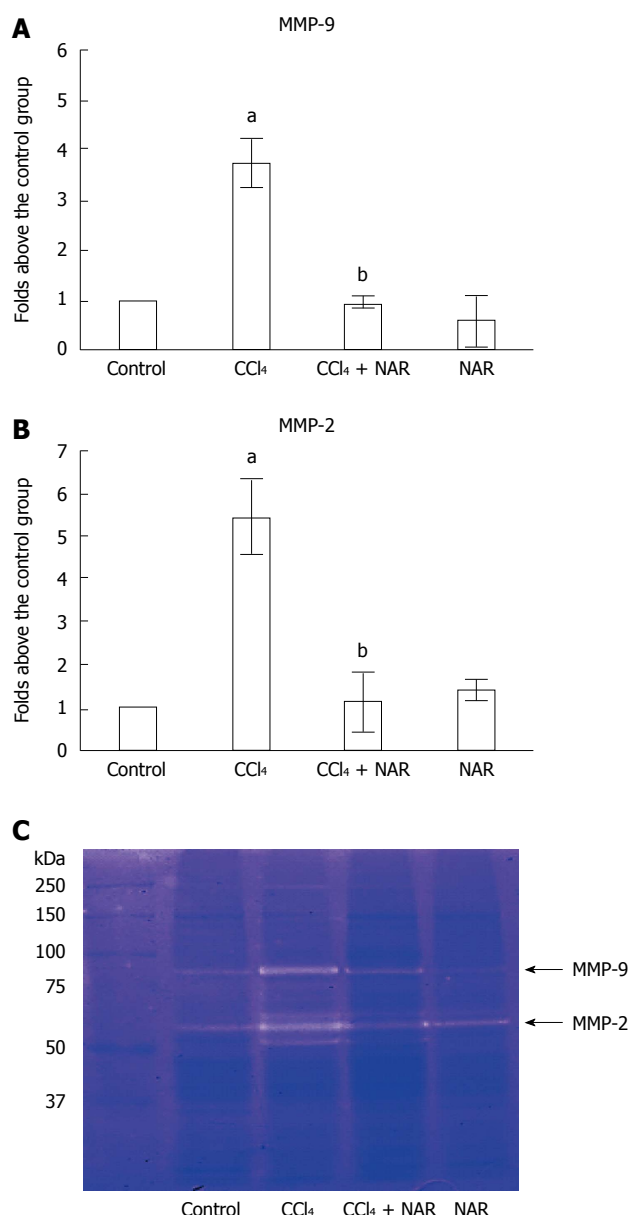 A
MMP-9
Folds above the control group
6
5
4
3
2
1
0
a
b
Control CCl₄ CCl₄ + NAR NAR
B
MMP-2
Folds above the control group
7
6
5
4
3
2
1
0
a
b
Control CCl₄ CCl₄ + NAR NAR
C
kDa
250
150
100
75
50
37
MMP-9
MMP-2
Control CCl₄ CCl₄ + NAR NAR